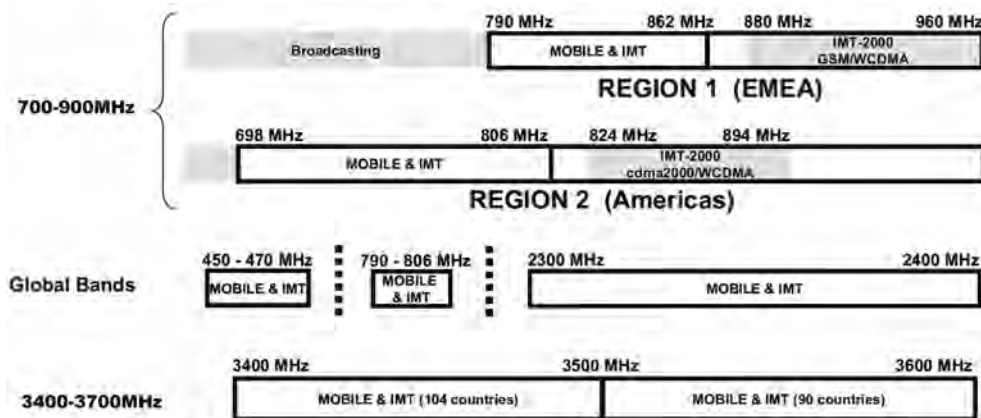 790 MHz 862 MHz 880 MHz 960 MHz
Broadcasting MOBILE & IMT IMT-2000
GSM/WCDMA
REGION 1 (EMEA)
700-900MHz
698 MHz 806 MHz 824 MHz 894 MHz
MOBILE & IMT IMT-2000
cdma2000/WCDMA
REGION 2 (Americas)
450 - 470 MHz 790 - 806 MHz 2300 MHz 2400 MHz
Global Bands MOBILE & IMT MOBILE
& IMT MOBILE & IMT
3400 MHz 3500 MHz 3600 MHz
3400-3700MHz MOBILE & IMT (104 countries) MOBILE & IMT (90 countries)